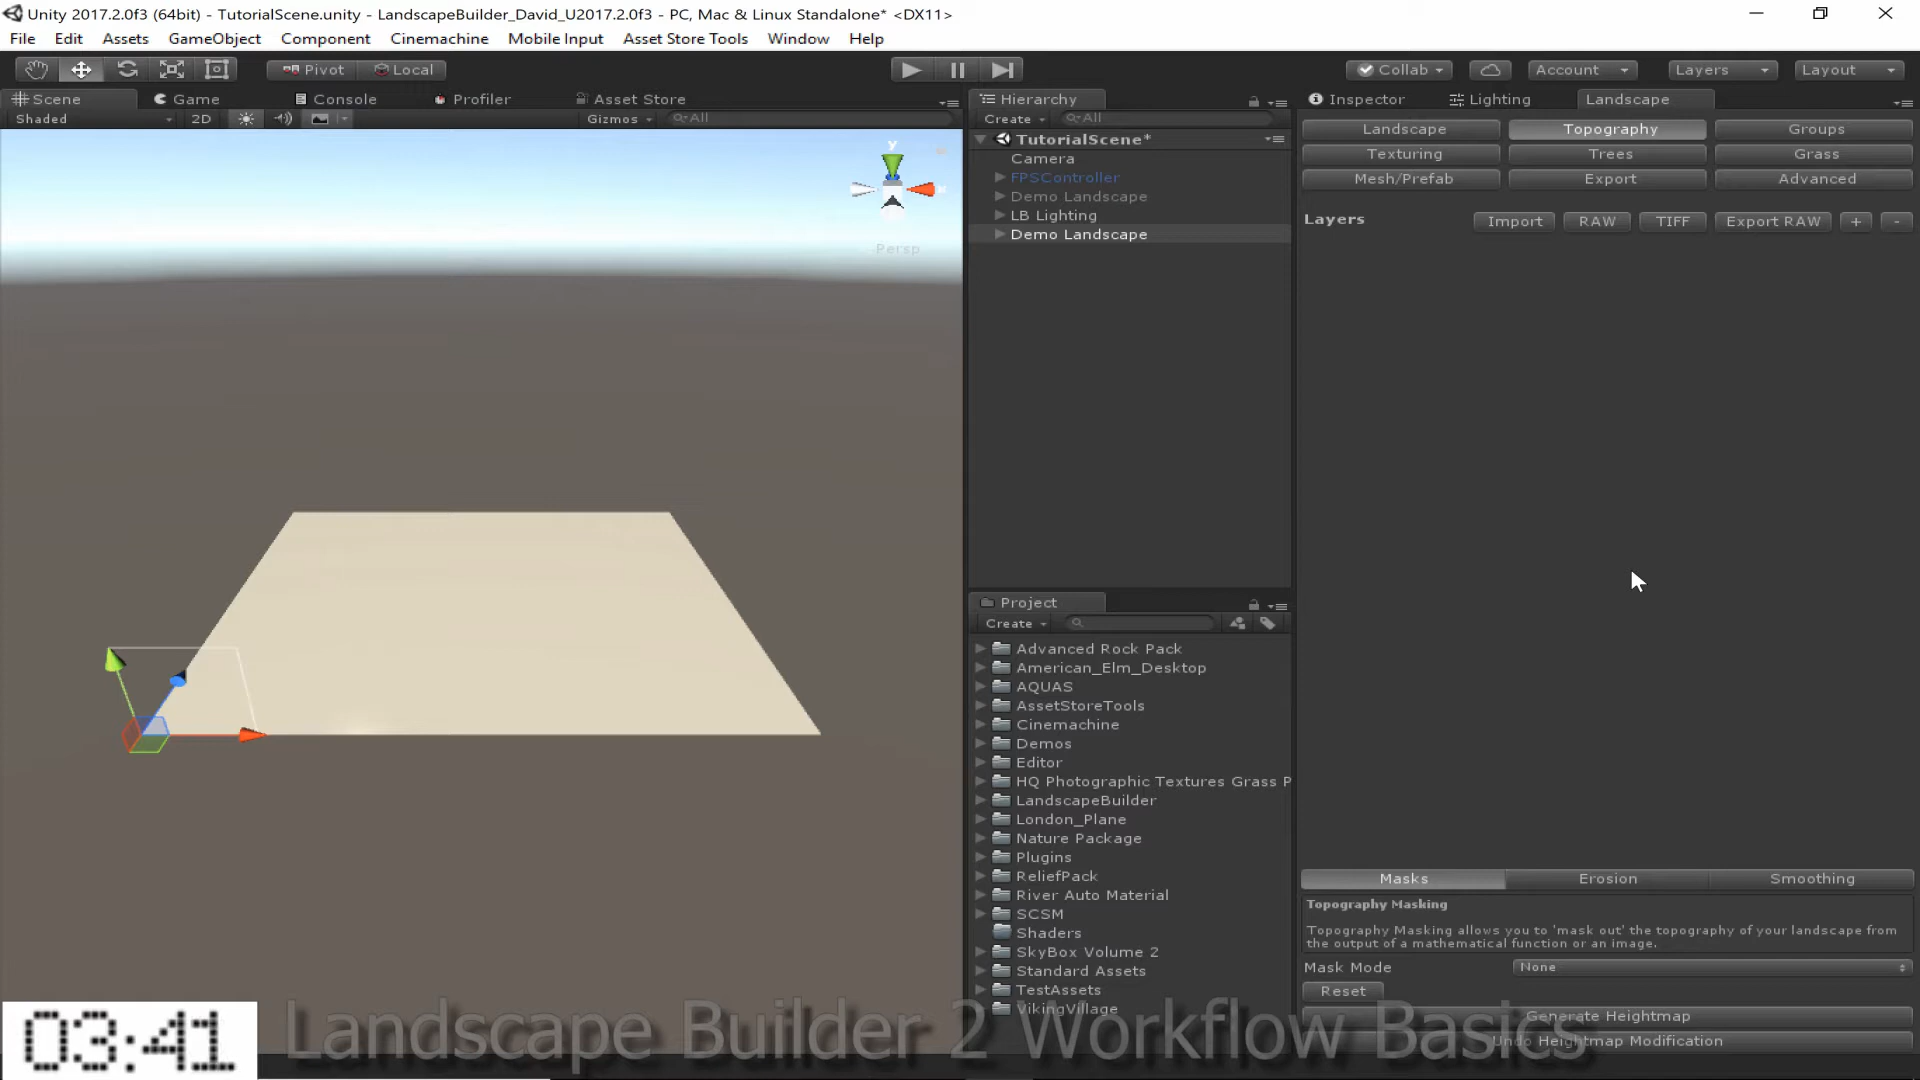 Unity 2017.2.0f3 (64bit) - TutorialScene.unity - LandscapeBuilder_David_U2017.2.0f3 - PC, Mac & Linux Standalone* <DX11>
File Edit Assets GameObject Component Cinemachine Mobile Input Asset Store Tools Window Help
Pivot Local Collab Account Layers Layout
Scene Game Console Profiler Asset Store Hierarchy Inspector Lighting Landscape
Shaded 2D Gizmos All Create All
Landscape Topography Groups
Texturing Trees Grass
Mesh/Prefab Export Advanced
Layers Import RAW TIFF Export RAW + -
y
x
Persp
TutorialScene*
Camera
FPSController
Demo Landscape
LB Lighting
Demo Landscape
Project
Create
Advanced Rock Pack
American_Elm_Desktop
AQUAS
AssetStoreTools
Cinemachine
Demos
Editor
HQ Photographic Textures Grass P
LandscapeBuilder
London_Plane
Nature Package
Plugins
ReliefPack
River Auto Material
SCSM
Shaders
SkyBox Volume 2
Standard Assets
TestAssets
VikingVillage
Masks Erosion Smoothing
Topography Masking
Topography Masking allows you to 'mask out' the topography of your landscape from
the output of a mathematical function or an image.
Mask Mode None
Reset
Generate Heightmap
Undo Heightmap Modification
03:41
Landscape Builder 2 Workflow Basics